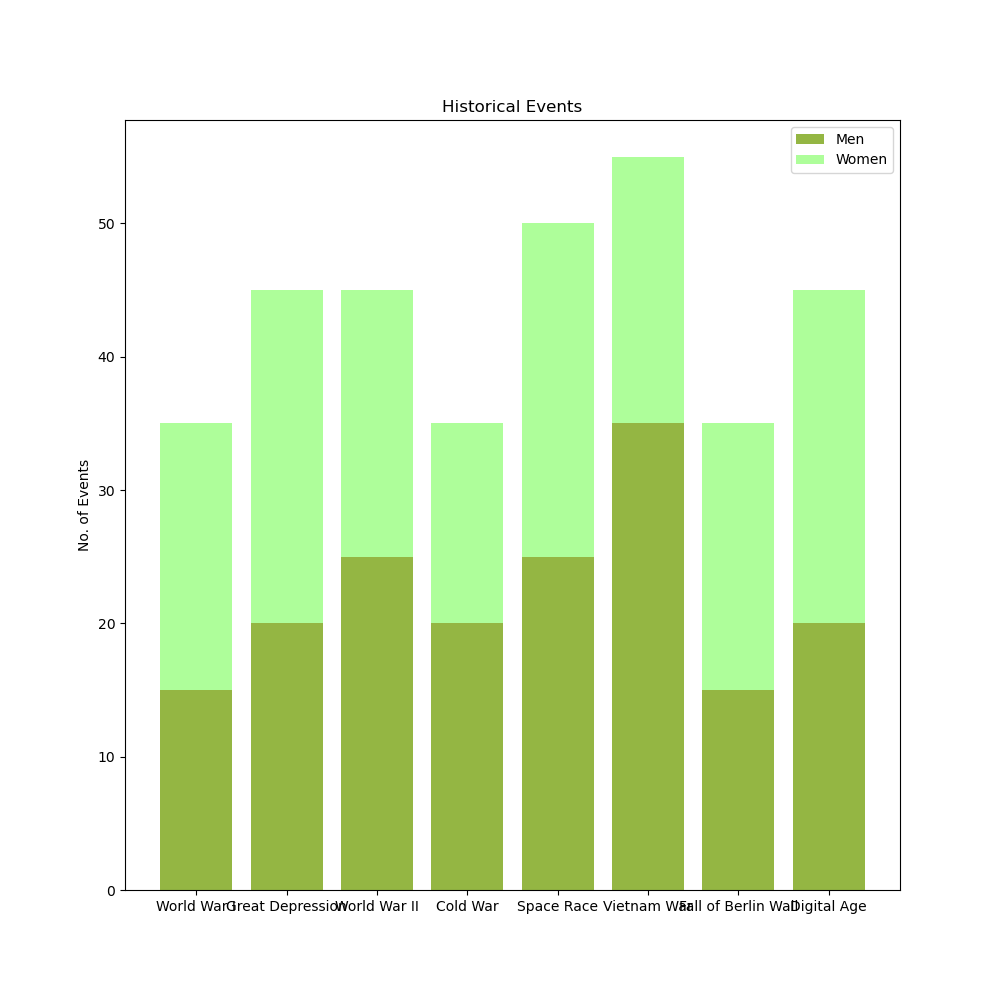 Historical Events
Men
Women
No. of Events
50
40
30
20
10
0
World War I
Great Depression
World War II
Cold War
Space Race
Vietnam War
Fall of Berlin Wall
Digital Age